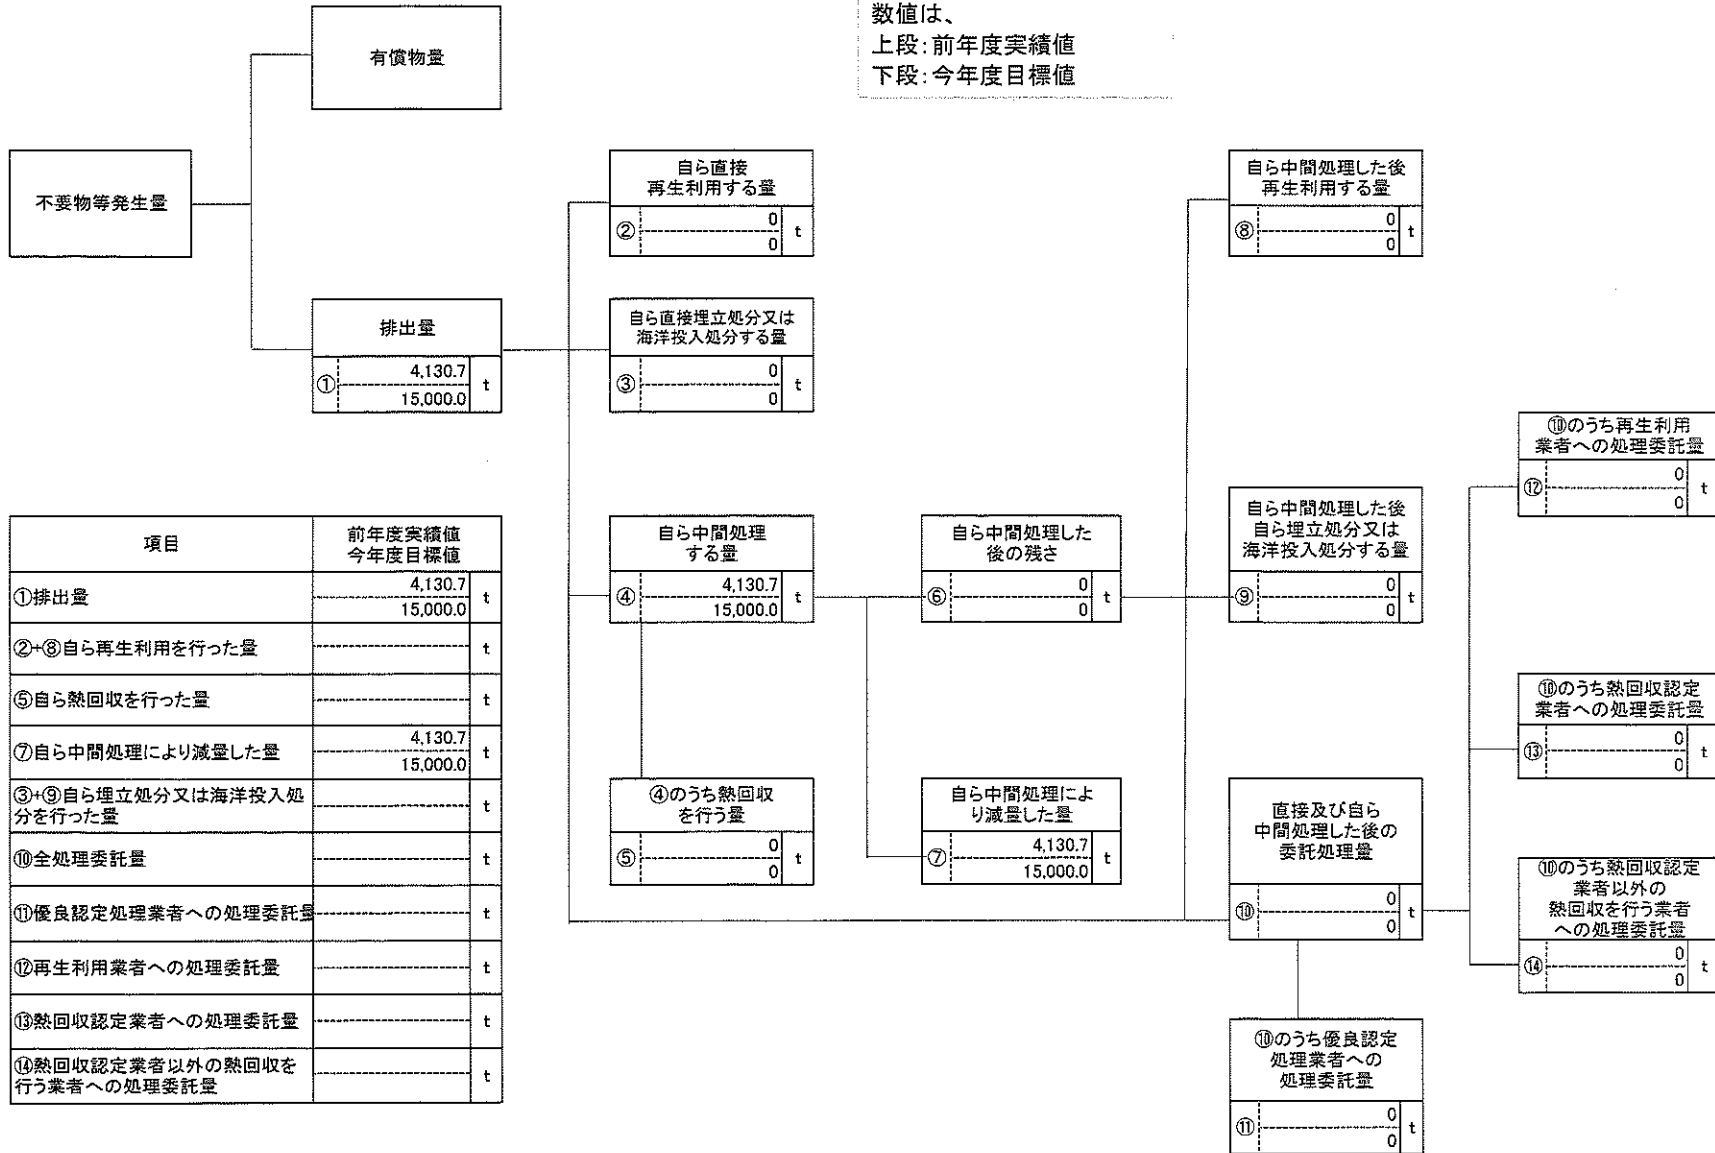 数値は、
上段:前年度実績値
下段:今年度目標値
有償物量
不要物等発生量
排出量
① 4,130.7 t
15,000.0
自ら直接
再生利用する量
② 0 t
0
自ら直接埋立処分又は
海洋投入処分する量
③ 0 t
0
自ら中間処理
する量
④ 4,130.7 t
15,000.0
④のうち熱回収
を行う量
⑤ 0 t
0
自ら中間処理した
後の残さ
⑥ 0 t
0
自ら中間処理によ
り減量した量
⑦ 4,130.7 t
15,000.0
自ら中間処理した後
再生利用する量
⑧ 0 t
0
自ら中間処理した後
自ら埋立処分又は
海洋投入処分する量
⑨ 0 t
0
直接及び自ら
中間処理した後の
委託処理量
⑩ 0 t
0
⑩のうち優良認定
処理業者への
処理委託量
⑪ 0 t
0
⑩のうち再生利用
業者への処理委託量
⑫ 0 t
0
⑩のうち熱回収認定
業者への処理委託量
⑬ 0 t
0
⑩のうち熱回収認定
業者以外の
熱回収を行う業者
への処理委託量
⑭ 0 t
0
項目 前年度実績値
今年度目標値
①排出量 4,130.7 t
15,000.0
②+⑧自ら再生利用を行った量 t
⑤自ら熱回収を行った量 t
⑦自ら中間処理により減量した量 4,130.7 t
15,000.0
③+⑨自ら埋立処分又は海洋投入処
分を行った量 t
⑩全処理委託量 t
⑪優良認定処理業者への処理委託量 t
⑫再生利用業者への処理委託量 t
⑬熱回収認定業者への処理委託量 t
⑭熱回収認定業者以外の熱回収を
行う業者への処理委託量 t